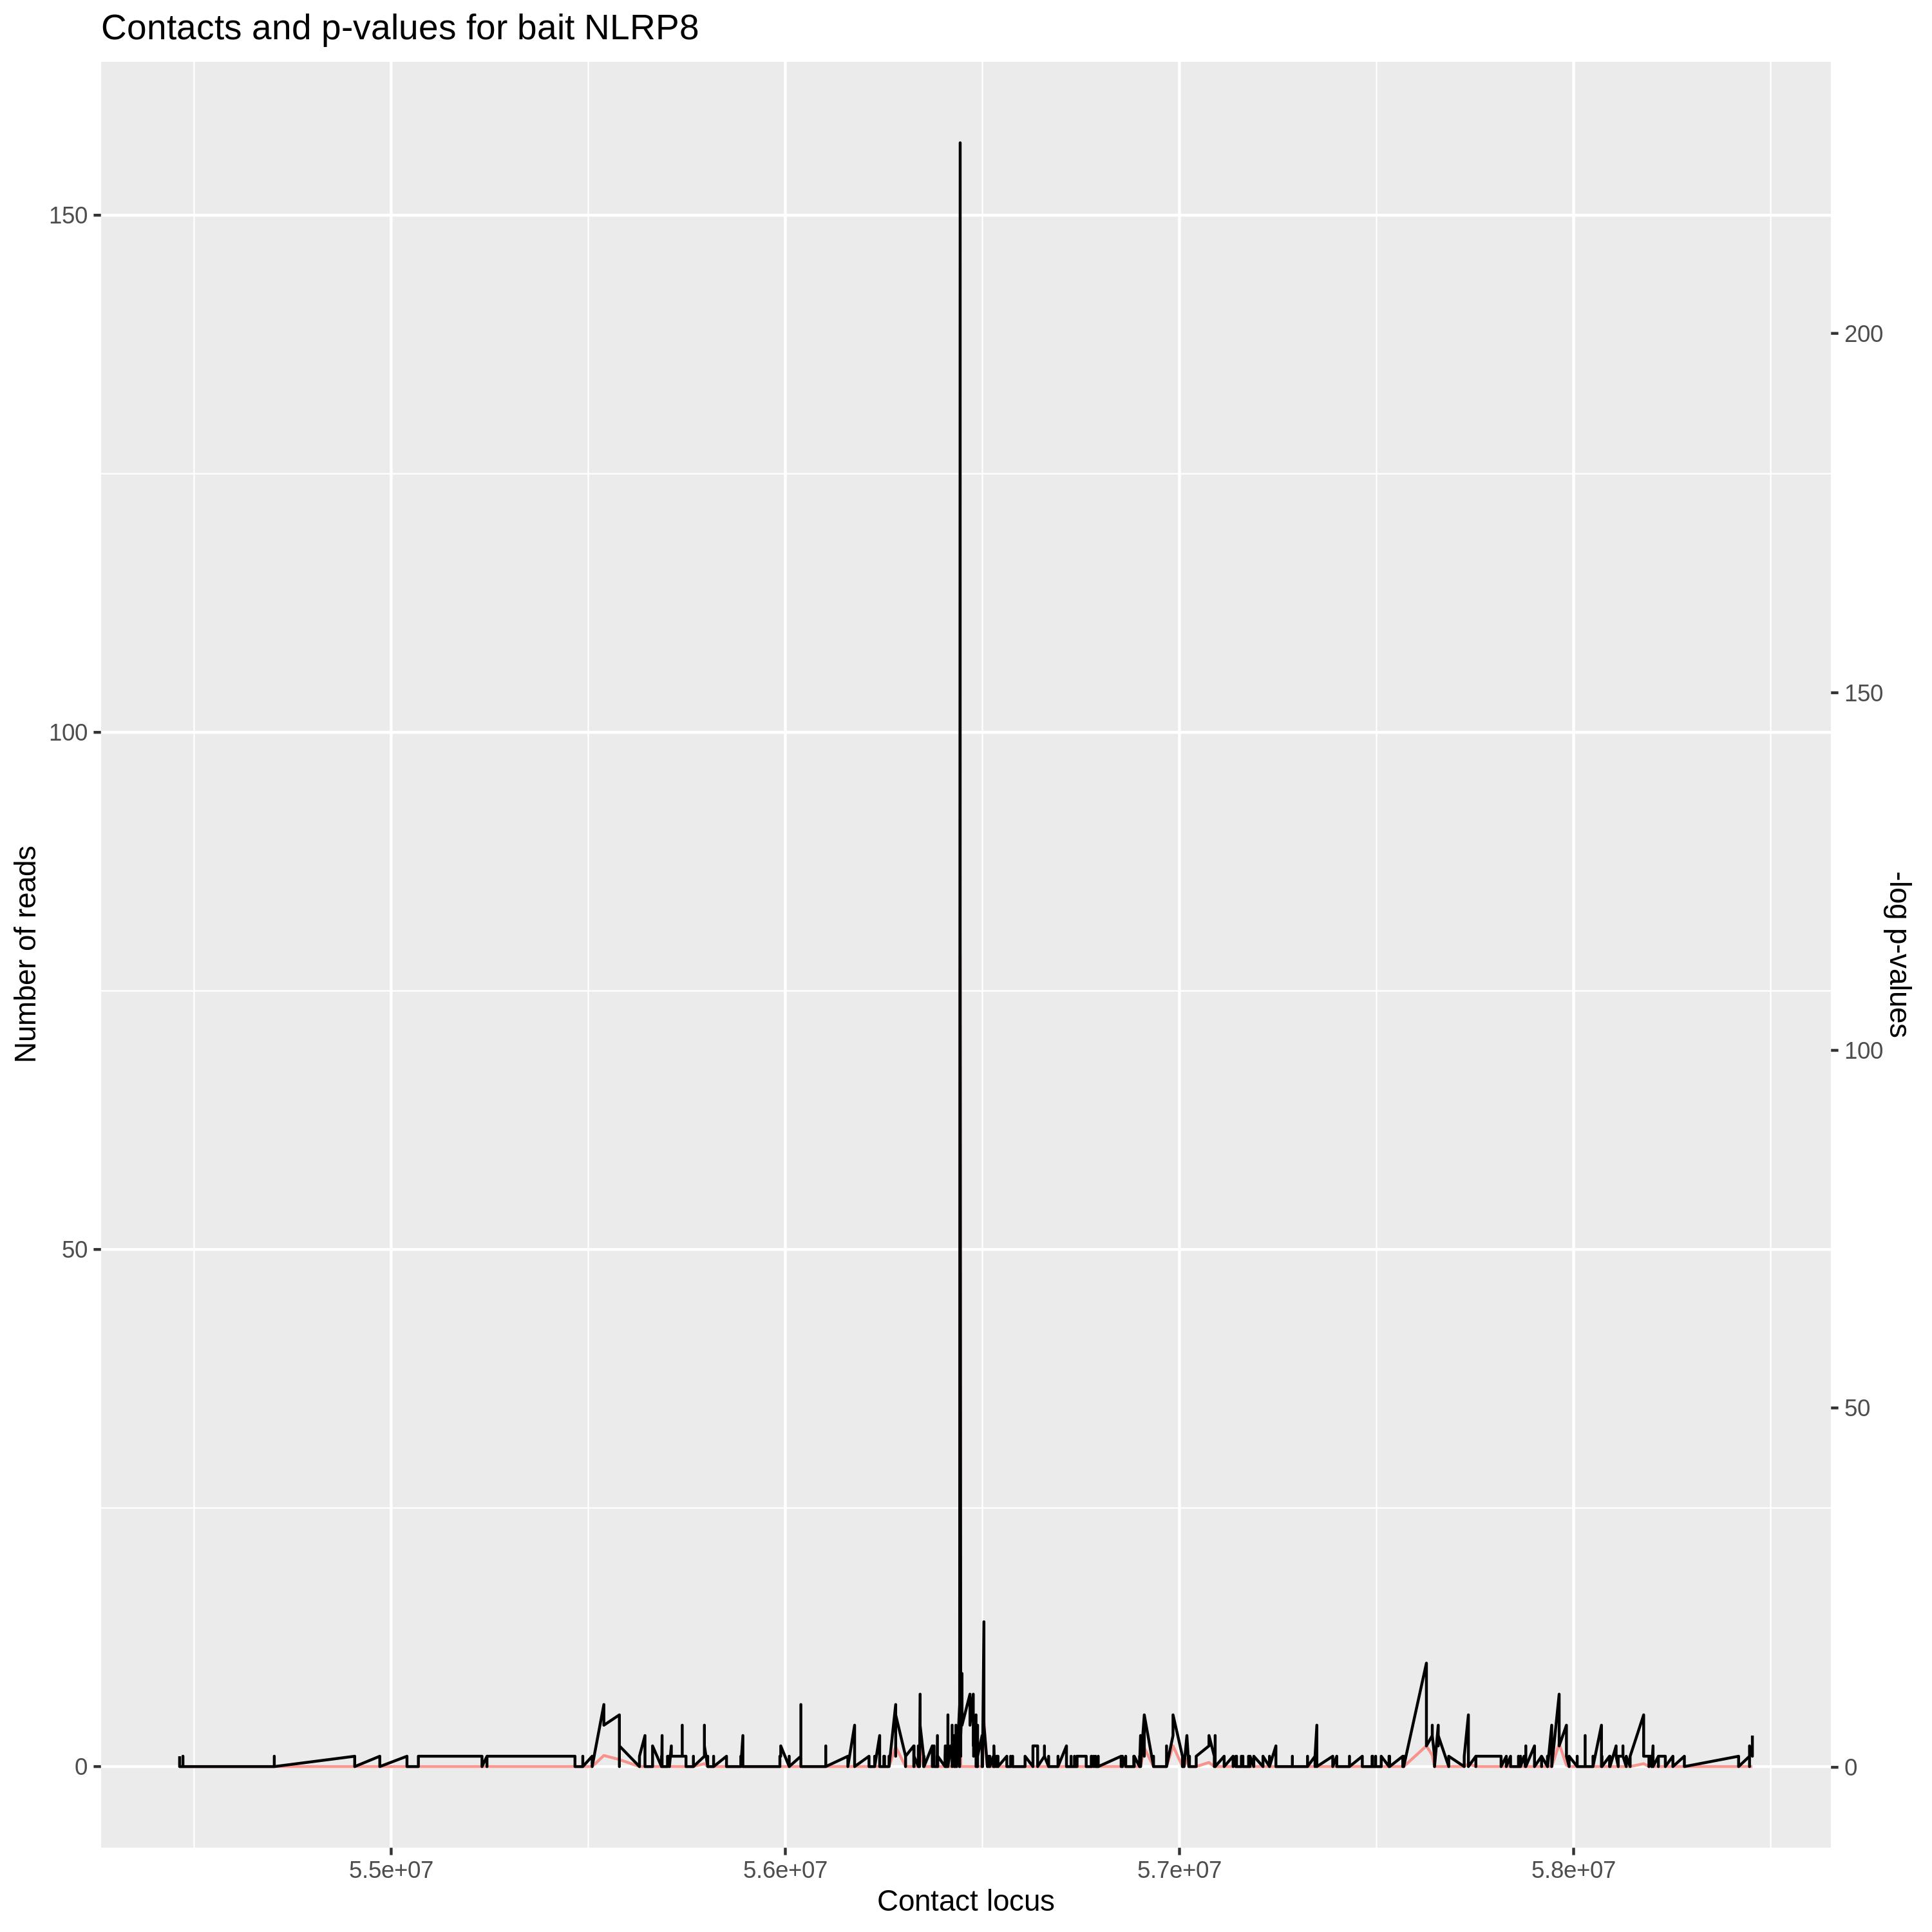 Contacts and p-values for bait NLRP8
150
100
50
0
Number of reads
200
150
100
50
0
-log p-values
5.5e+07
5.6e+07
5.7e+07
5.8e+07
Contact locus